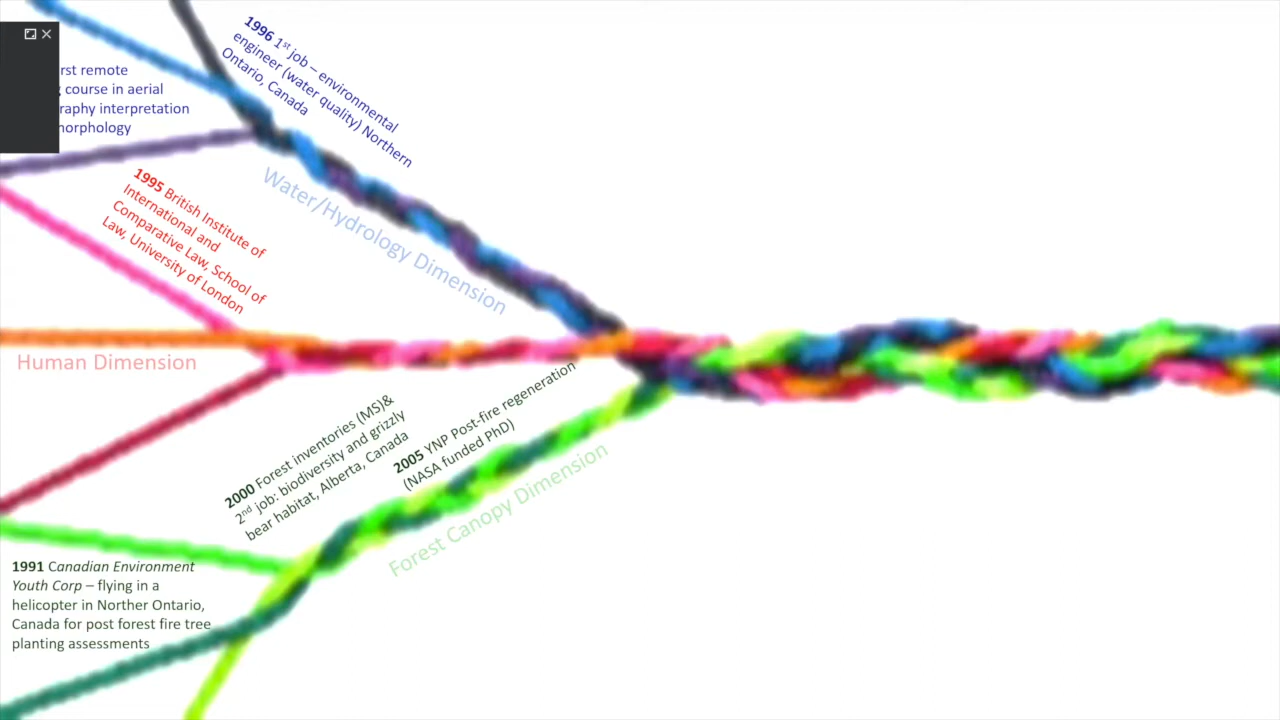 1996 1st job – environmental
engineer (water quality) Northern
Ontario, Canada
rst remote
course in aerial
raphy interpretation
morphology
Water/Hydrology Dimension
1995 British Institute of
International and
Comparative Law, School of
Law, University of London
Human Dimension
2000 Forest inventories (MS)&
2nd job: biodiversity and grizzly
bear habitat, Alberta, Canada
2005 YNP Post-fire regeneration
(NASA funded PhD)
Forest Canopy Dimension
1991 Canadian Environment
Youth Corp – flying in a
helicopter in Norther Ontario,
Canada for post forest fire tree
planting assessments